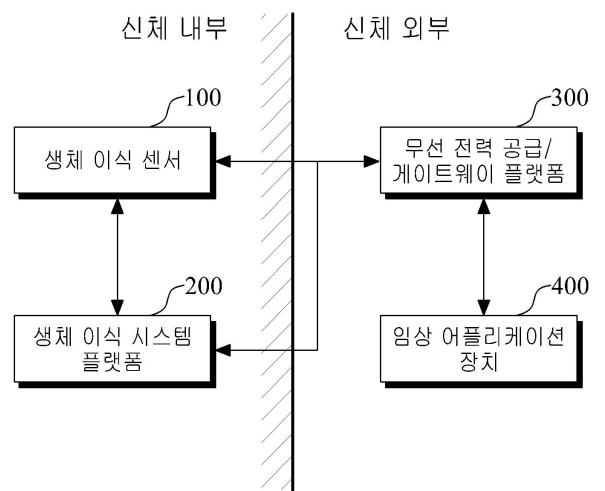 신체 내부
신체 외부
100
300
생체 이식 센서
무선 전력 공급/
게이트웨이 플랫폼
200
400
생체 이식 시스템
플랫폼
임상 어플리케이션
장치